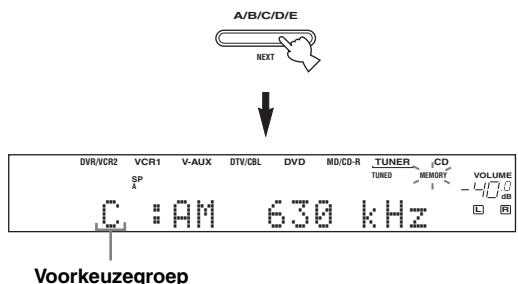 A/B/C/D/E
NEXT
DVR/VCR2 VCR1 V-AUX DTV/CBL DVD MD/CD-R TUNER CD
SP
A
TUNED MEMORY VOLUME
-40.0
dB
L R
C :AM 630 kHz
Voorkeuzegroep